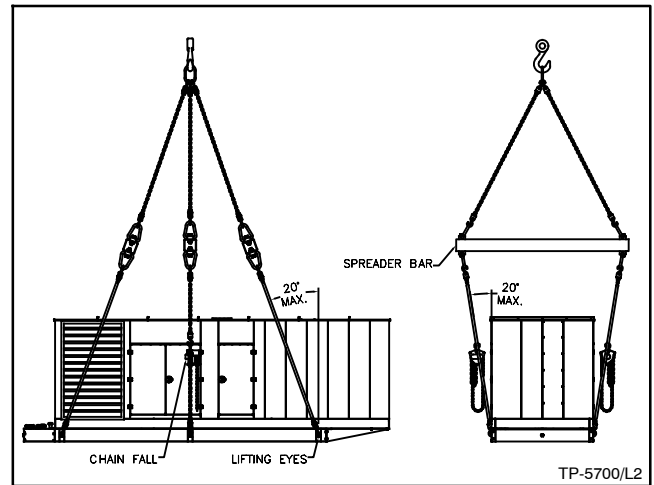 SPREADER BAR
20°
MAX.
20°
MAX.
CHAIN FALL
LIFTING EYES
TP-5700/L2